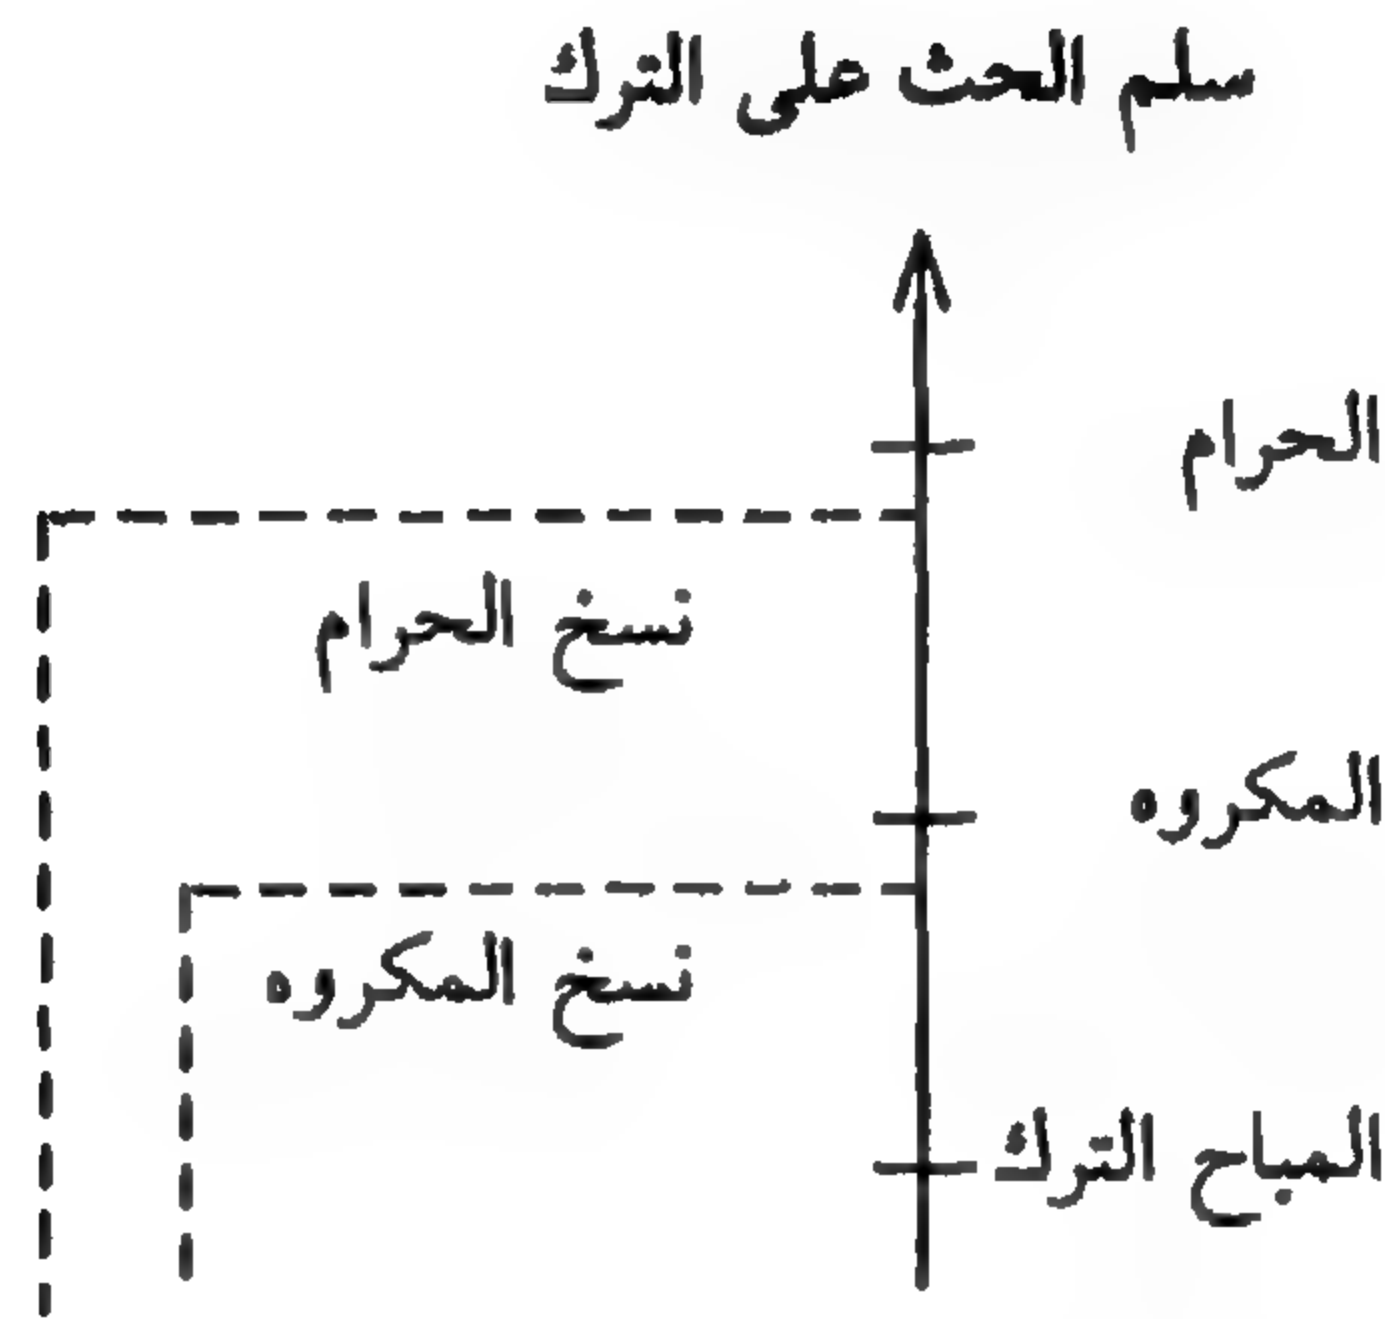 سلم الحث على الترك
الحرام
نسخ الحرام
المكروه
نسخ المكروه
المباح الترك